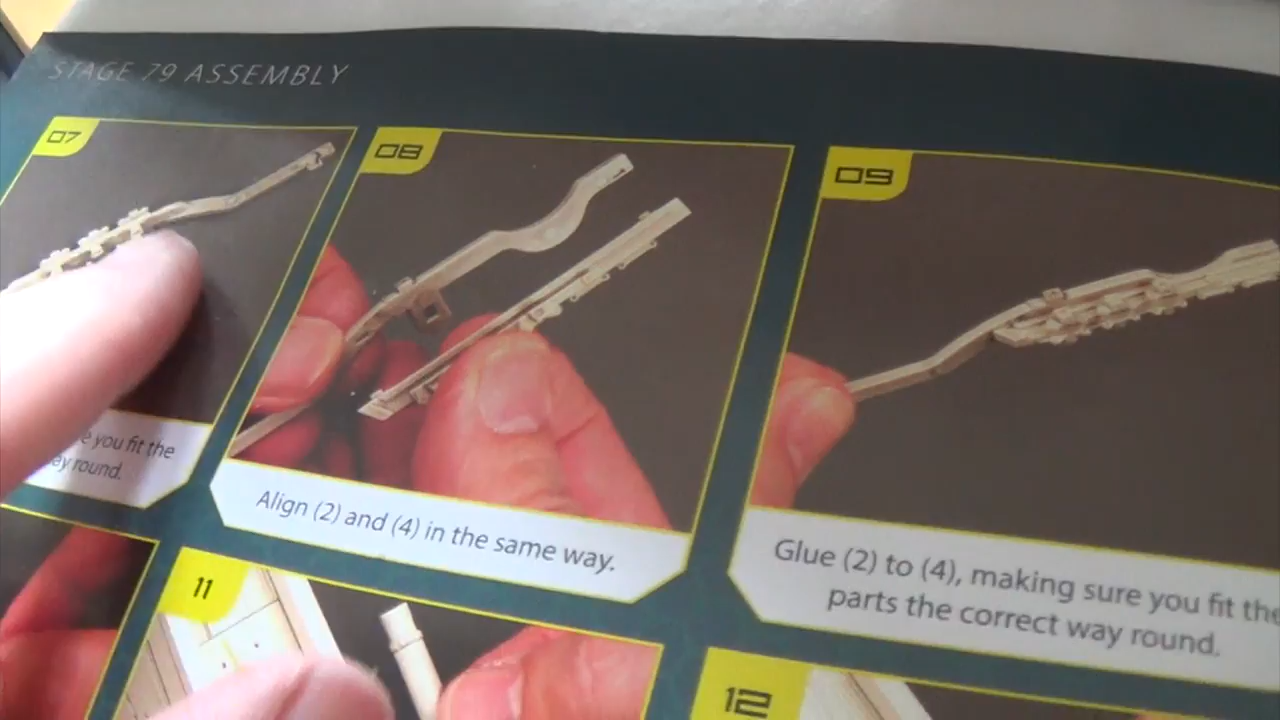 STAGE 79 ASSEMBLY
07
08
09
you fit the
way round.
Align (2) and (4) in the same way.
Glue (2) to (4), making sure you fit the
parts the correct way round.
11
12